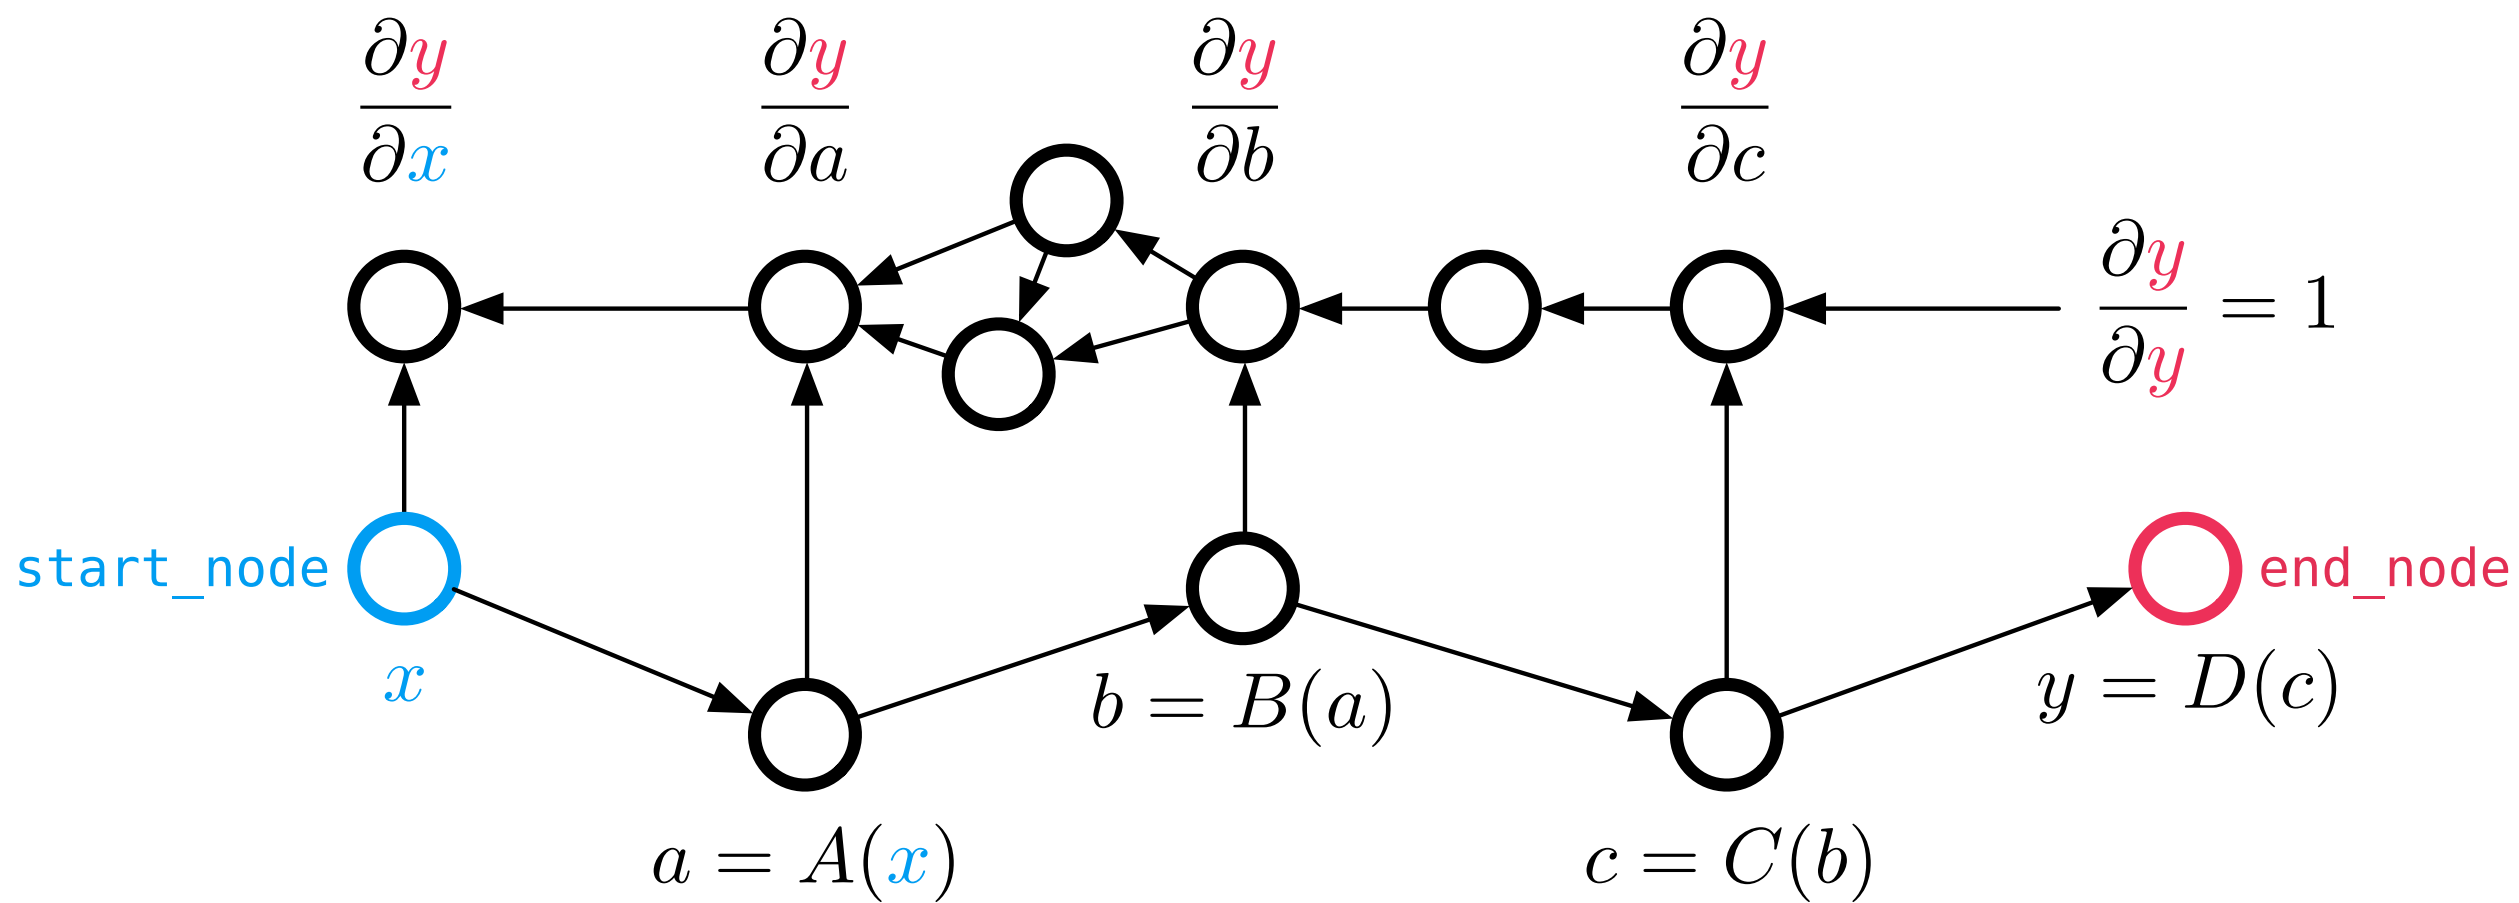 ∂y/∂x
∂y/∂a
∂y/∂b
∂y/∂c
∂y/∂y = 1
start_node
end_node
x
b = B(a)
y = D(c)
a = A(x)
c = C(b)